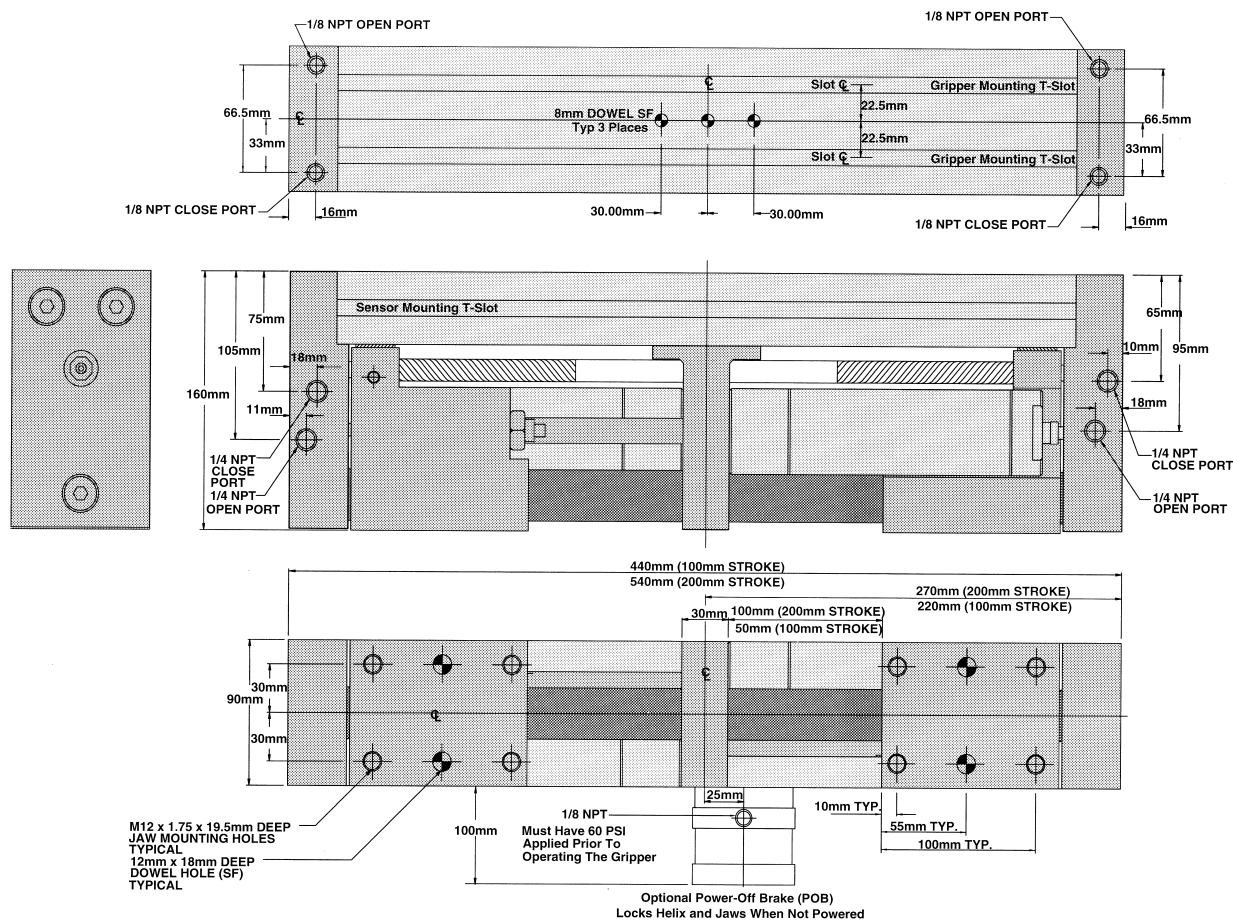 1/8 NPT OPEN PORT
1/8 NPT OPEN PORT
Slot ℄
Gripper Mounting T-Slot
℄
22.5mm
66.5mm
℄
8mm DOWEL SF
Typ 3 Places
66.5mm
33mm
22.5mm
33mm
Slot ℄
Gripper Mounting T-Slot
1/8 NPT CLOSE PORT
16mm
30.00mm
30.00mm
1/8 NPT CLOSE PORT
16mm
Sensor Mounting T-Slot
75mm
65mm
105mm
95mm
18mm
10mm
160mm
11mm
18mm
1/4 NPT
CLOSE
PORT
1/4 NPT
OPEN PORT
1/4 NPT
CLOSE PORT
1/4 NPT
OPEN PORT
440mm (100mm STROKE)
540mm (200mm STROKE)
270mm (200mm STROKE)
220mm (100mm STROKE)
30mm
100mm (200mm STROKE)
50mm (100mm STROKE)
℄
30mm
90mm
℄
30mm
25mm
10mm TYP.
1/8 NPT
Must Have 60 PSI
Applied Prior To
Operating The Gripper
100mm
55mm TYP.
100mm TYP.
M12 x 1.75 x 19.5mm DEEP
JAW MOUNTING HOLES
TYPICAL
12mm x 18mm DEEP
DOWEL HOLE (SF)
TYPICAL
Optional Power-Off Brake (POB)
Locks Helix and Jaws When Not Powered